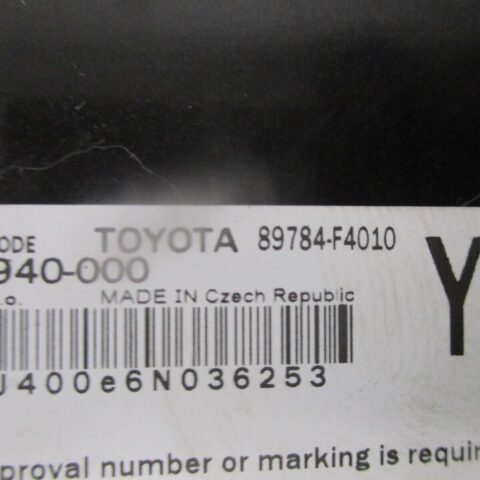 ODE TOYOTA 89784-F4010
940-000 Y
.o. MADE IN Czech Republic
J400e6N036253
proval number or marking is requir